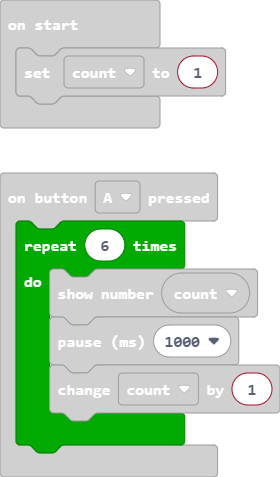 on start
set count to 1
on button A pressed
repeat 6 times
do
show number count
pause (ms) 1000
change count by 1